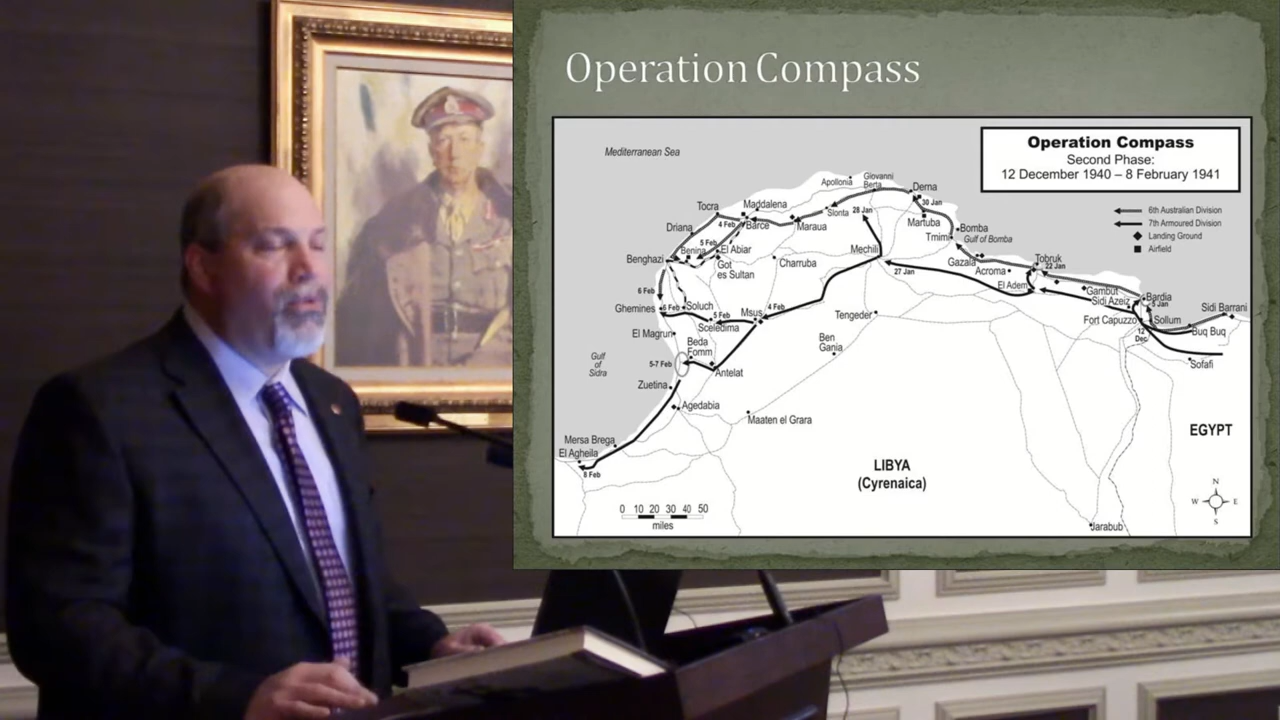 Operation Compass
Operation Compass
Second Phase:
12 December 1940 – 8 February 1941
Mediterranean Sea
6th Australian Division
7th Armoured Division
Landing Ground
Airfield
Apollonia
Giovanni
Berta
Derna
30 Jan
Tocra
Maddalena
Slonta
28 Jan
Martuba
4 Feb
Barce
Maraua
Driana
Tmimi
Bomba
Gulf of Bomba
5 Feb
Benina
El Abiar
Mechili
Benghazi
Got
es Sultan
Charruba
Gazala
Acroma
Tobruk
22 Jan
27 Jan
El Adem
Gambut
Sidi Azeiz
Bardia
5 Jan
6 Feb
Ghemines
6 Feb
Soluch
5 Feb
Msus
4 Feb
Sceledima
Tengeder
Fort Capuzzo
Sollum
Sidi Barrani
12
Dec
Buq Buq
El Magrun
Beda
Fomm
Ben
Gania
Sofafi
Gulf
of
Sidra
5-7 Feb
Antelat
Zuetina
Agedabia
Maaten el Grara
Mersa Brega
El Agheila
8 Feb
LIBYA
(Cyrenaica)
EGYPT
N
W
E
S
0 10 20 30 40 50
miles
Jarabub